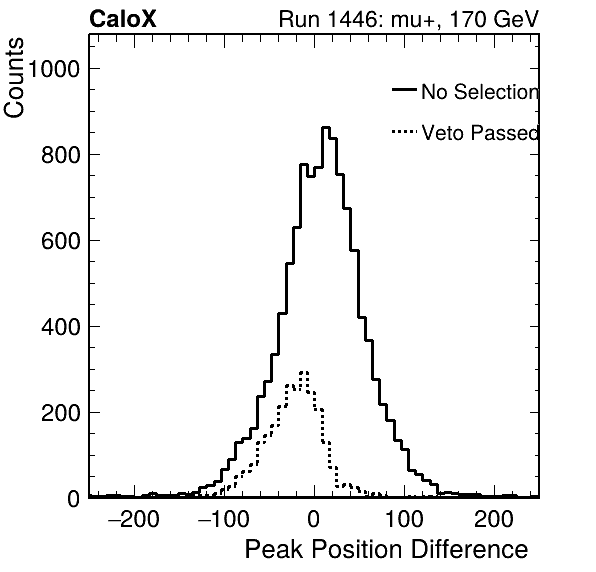 CaloX Run 1446: mu+, 170 GeV
Counts
1000
800
600
400
200
0
No Selection
Veto Passed
−200 −100 0 100 200
Peak Position Difference